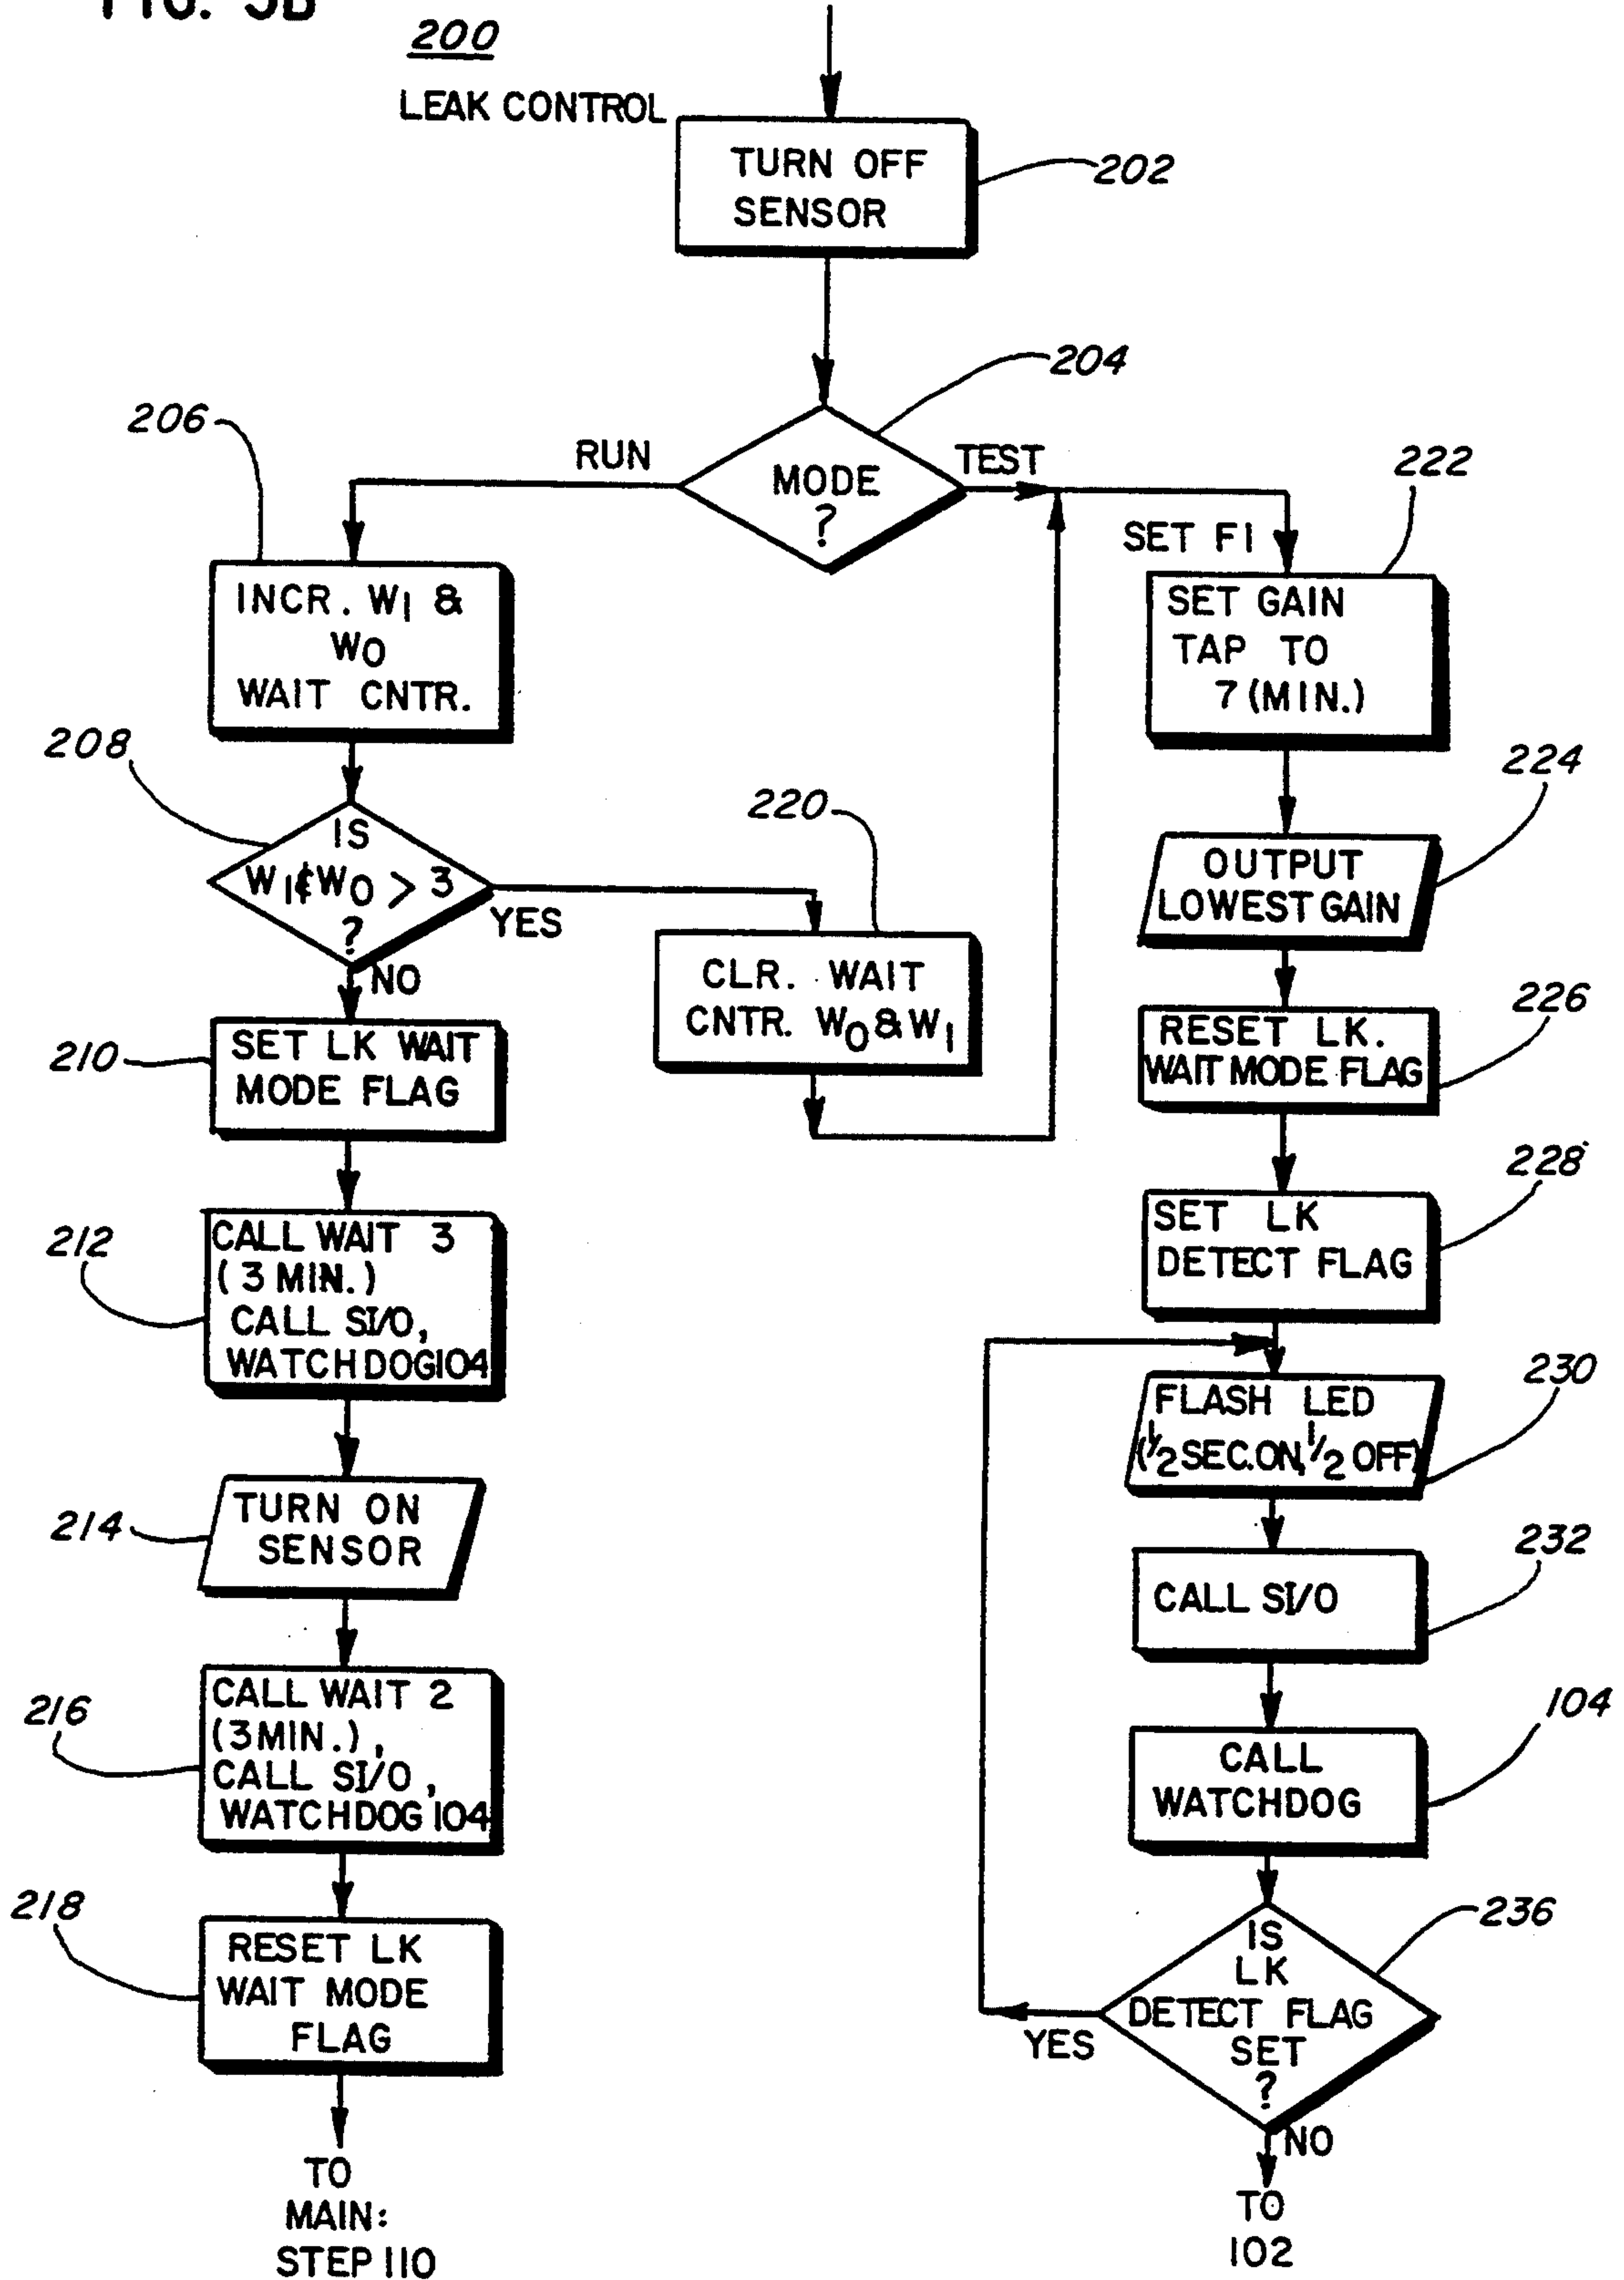 FIG. 5B
200
LEAK CONTROL
TURN OFF
SENSOR
202
204
MODE
?
RUN
TEST
206
INCR. W1 &
W0
WAIT CNTR.
208
IS
W1 & W0 > 3
?
YES
NO
220
CLR. WAIT
CNTR. W0 & W1
210
SET LK WAIT
MODE FLAG
212
CALL WAIT 3
(3 MIN.)
CALL SI/O,
WATCHDOG 104
214
TURN ON
SENSOR
216
CALL WAIT 2
(3 MIN.),
CALL SI/O,
WATCHDOG 104
218
RESET LK
WAIT MODE
FLAG
TO
MAIN:
STEP 110
SET F1
222
SET GAIN
TAP TO
7 (MIN.)
224
OUTPUT
LOWEST GAIN
226
RESET LK.
WAIT MODE FLAG
228
SET LK
DETECT FLAG
230
FLASH LED
(1/2 SEC. ON, 1/2 OFF)
232
CALL SI/O
104
CALL
WATCHDOG
236
IS
LK
DETECT FLAG
SET
?
YES
NO
TO
102